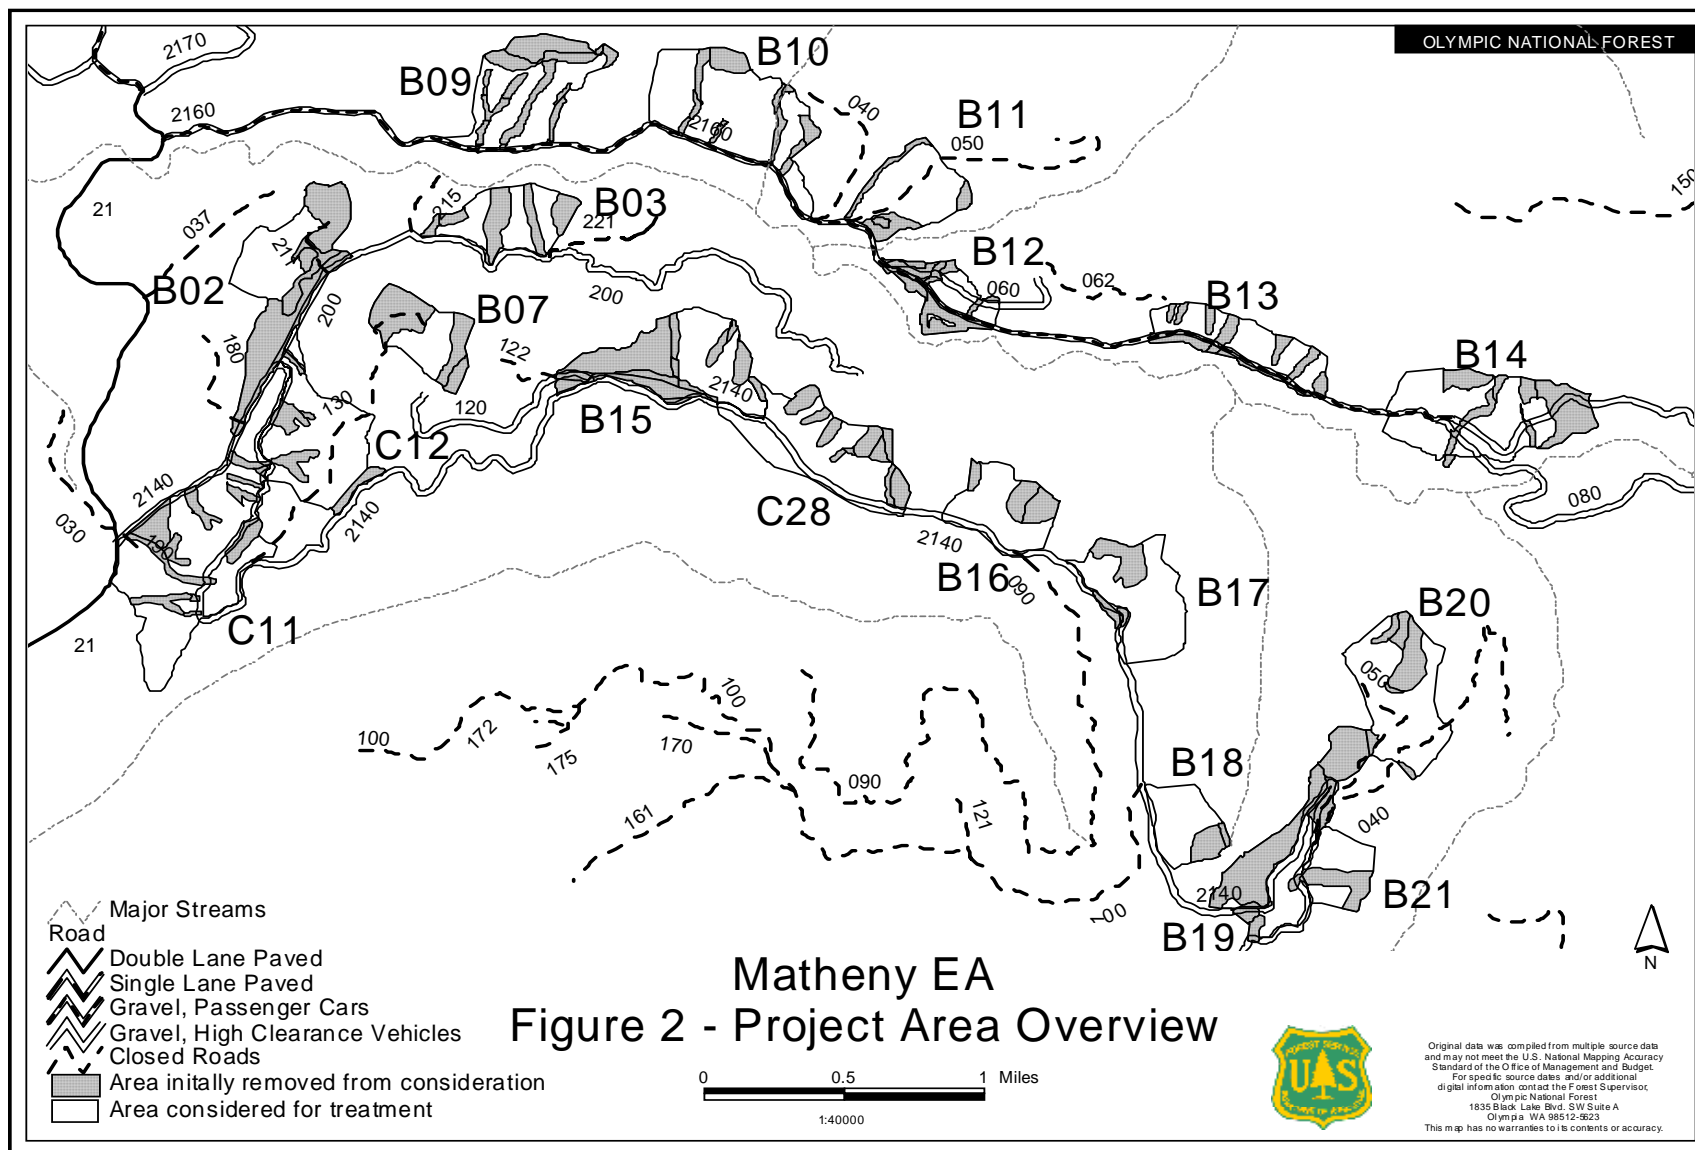 OLYMPIC NATIONAL FOREST
2170
B09
B10
2160
2160
040
B11
050
150
21
037
215
B03
221
21
B02
200
200
B12
060
062
B13
B07
180
122
B14
130
120
B15
2140
C12
2140
2140
080
030
190
C28
2140
B16
090
B17
B20
C11
21
050
100
172
175
100
170
090
B18
161
121
040
2140
B21
100
B19
Major Streams
Road
Double Lane Paved
Single Lane Paved
Gravel, Passenger Cars
Gravel, High Clearance Vehicles
Closed Roads
Area initally removed from consideration
Area considered for treatment
Matheny EA
Figure 2 - Project Area Overview
0 0.5 1 Miles
1:40000
N
FOREST SERVICE
U S
DEPARTMENT OF AGRICULTURE
Original data was compiled from multiple source data
and may not meet the U.S. National Mapping Accuracy
Standard of the Office of Management and Budget.
For specific source dates and/or additional
digital information contact the Forest Supervisor,
Olympic National Forest
1835 Black Lake Blvd. SW Suite A
Olympia WA 98512-5623
This map has no warranties to its contents or accuracy.